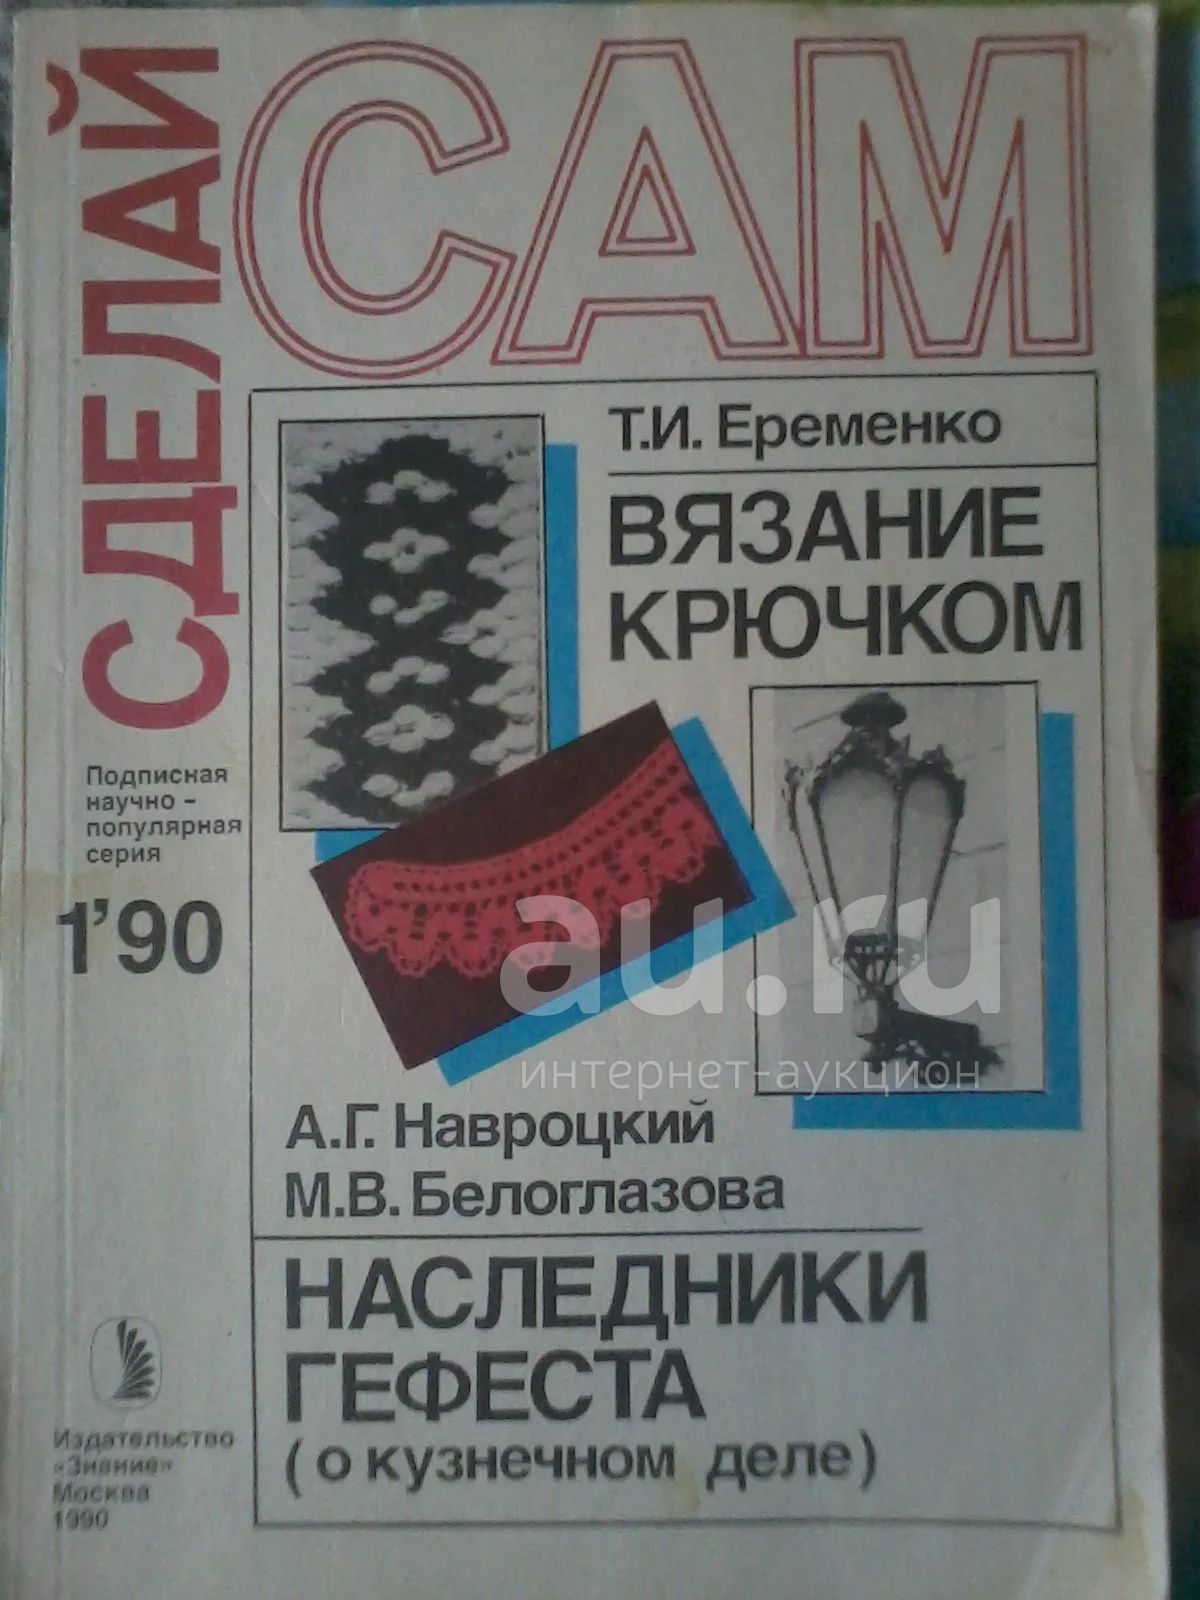 СДЕЛАЙ
САМ
Т.И. Еременко
ВЯЗАНИЕ
КРЮЧКОМ
Подписная
научно –
популярная
серия
1'90
au.ru
интернет-аукцион
А.Г. Навроцкий
М.В. Белоглазова
НАСЛЕДНИКИ
ГЕФЕСТА
(о кузнечном деле)
Издательство
«Знание»
Москва
1990